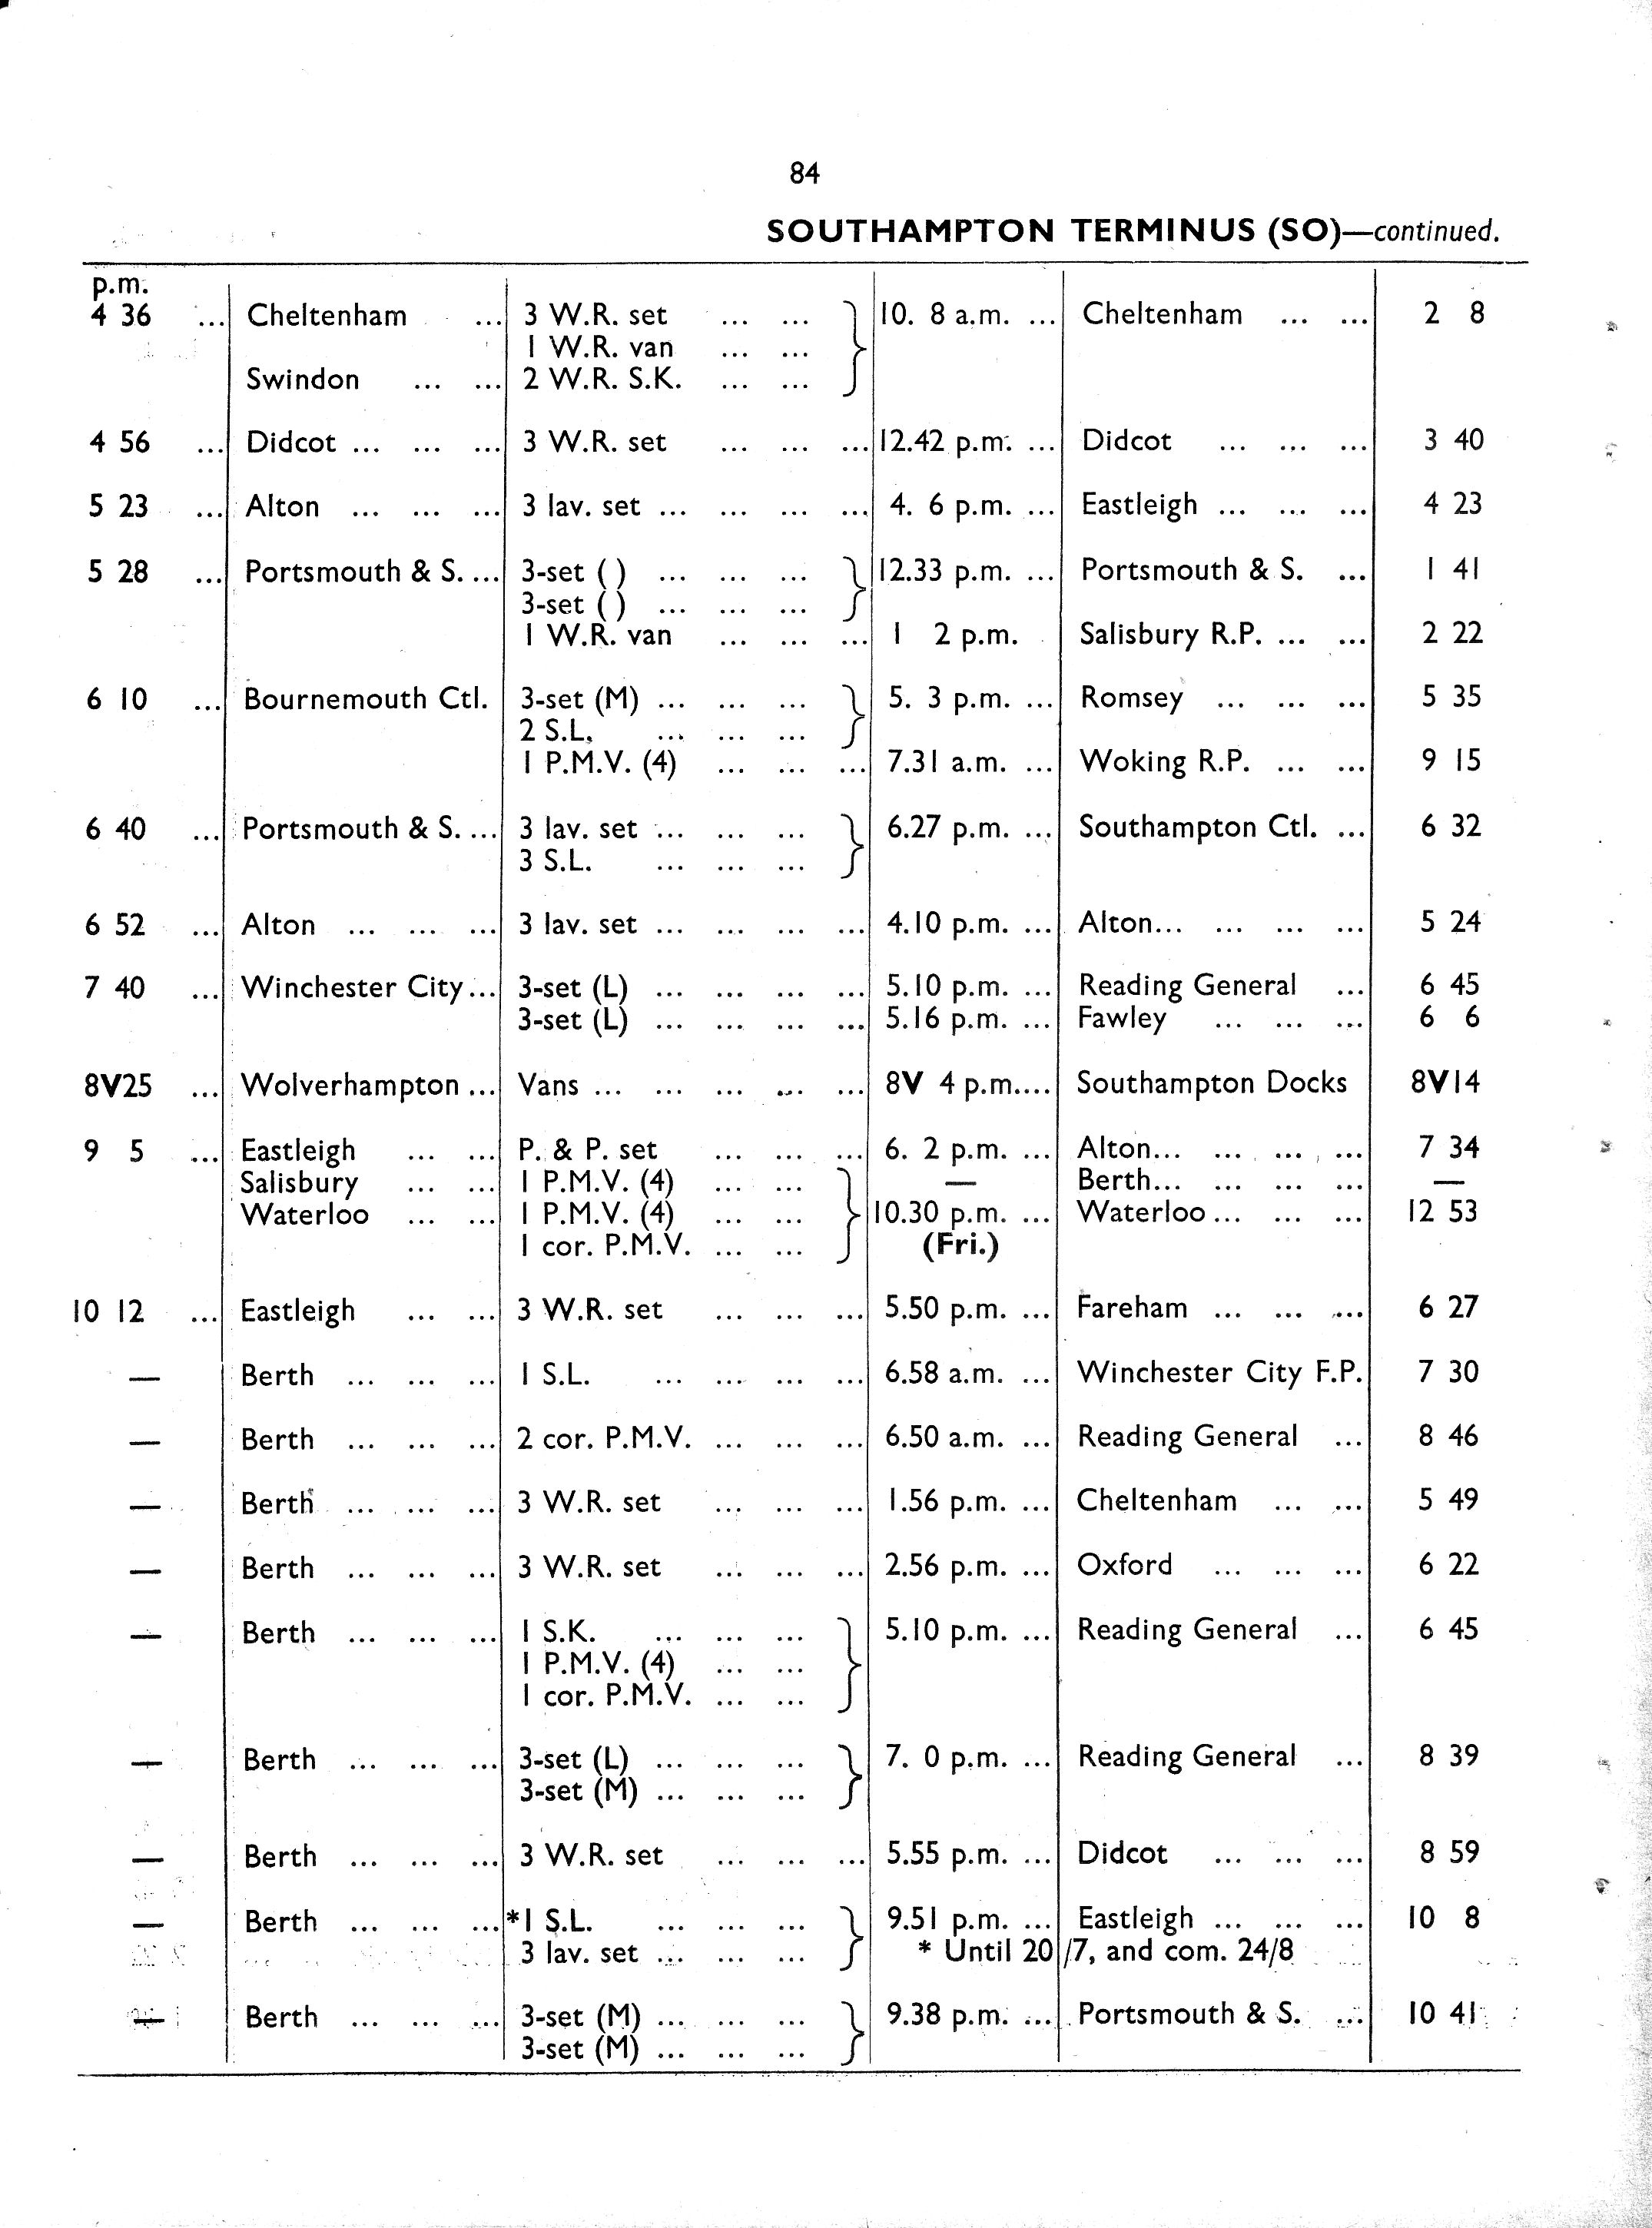 84
SOUTHAMPTON TERMINUS (SO)—continued.
p.m.
4 36 ... Cheltenham ... 3 W.R. set ... ... } 10. 8 a.m. ... Cheltenham ... ... 2 8
1 W.R. van ... ...
Swindon ... ... 2 W.R. S.K. ... ...
4 56 ... Didcot ... ... ... 3 W.R. set ... ... ... 12.42 p.m. ... Didcot ... ... ... 3 40
5 23 ... Alton ... ... ... 3 lav. set ... ... ... ... 4. 6 p.m. ... Eastleigh ... ... ... 4 23
5 28 ... Portsmouth & S. ... 3-set ( ) ... ... ... } 12.33 p.m. ... Portsmouth & S. ... 1 41
3-set ( ) ... ... ...
1 W.R. van ... ... ... 1 2 p.m. Salisbury R.P. ... ... 2 22
6 10 ... Bournemouth Ctl. 3-set (M) ... ... ... } 5. 3 p.m. ... Romsey ... ... ... 5 35
2 S.L. ... ... ...
1 P.M.V. (4) ... ... ... 7.31 a.m. ... Woking R.P. ... ... 9 15
6 40 ... Portsmouth & S. ... 3 lav. set ... ... ... } 6.27 p.m. ... Southampton Ctl. ... 6 32
3 S.L. ... ... ...
6 52 ... Alton ... ... ... 3 lav. set ... ... ... ... 4.10 p.m. ... Alton... ... ... ... 5 24
7 40 ... Winchester City ... 3-set (L) ... ... ... ... 5.10 p.m. ... Reading General ... 6 45
3-set (L) ... ... ... ... 5.16 p.m. ... Fawley ... ... ... 6 6
8V25 ... Wolverhampton ... Vans ... ... ... ... ... 8V 4 p.m.... Southampton Docks 8V14
9 5 ... Eastleigh ... ... P. & P. set ... ... ... 6. 2 p.m. ... Alton... ... ... ... 7 34
Salisbury ... ... 1 P.M.V. (4) ... ... } — Berth... ... ... ... —
Waterloo ... ... 1 P.M.V. (4) ... ... 10.30 p.m. ... Waterloo ... ... ... 12 53
1 cor. P.M.V. ... ... (Fri.)
10 12 ... Eastleigh ... ... 3 W.R. set ... ... ... 5.50 p.m. ... Fareham ... ... ... 6 27
— Berth ... ... ... 1 S.L. ... ... ... ... 6.58 a.m. ... Winchester City F.P. 7 30
— Berth ... ... ... 2 cor. P.M.V. ... ... ... 6.50 a.m. ... Reading General ... 8 46
— Berth ... ... ... 3 W.R. set ... ... ... 1.56 p.m. ... Cheltenham ... ... 5 49
— Berth ... ... ... 3 W.R. set ... ... ... 2.56 p.m. ... Oxford ... ... ... 6 22
— Berth ... ... ... 1 S.K. ... ... ... } 5.10 p.m. ... Reading General ... 6 45
1 P.M.V. (4) ... ...
1 cor. P.M.V. ... ...
— Berth ... ... ... 3-set (L) ... ... ... } 7. 0 p.m. ... Reading General ... 8 39
3-set (M) ... ... ...
— Berth ... ... ... 3 W.R. set ... ... ... 5.55 p.m. ... Didcot ... ... ... 8 59
— Berth ... ... ... *1 S.L. ... ... ... } 9.51 p.m. ... Eastleigh ... ... ... 10 8
3 lav. set ... ... ... * Until 20/7, and com. 24/8
— Berth ... ... ... 3-set (M) ... ... ... } 9.38 p.m. ... Portsmouth & S. ... 10 41
3-set (M) ... ... ...